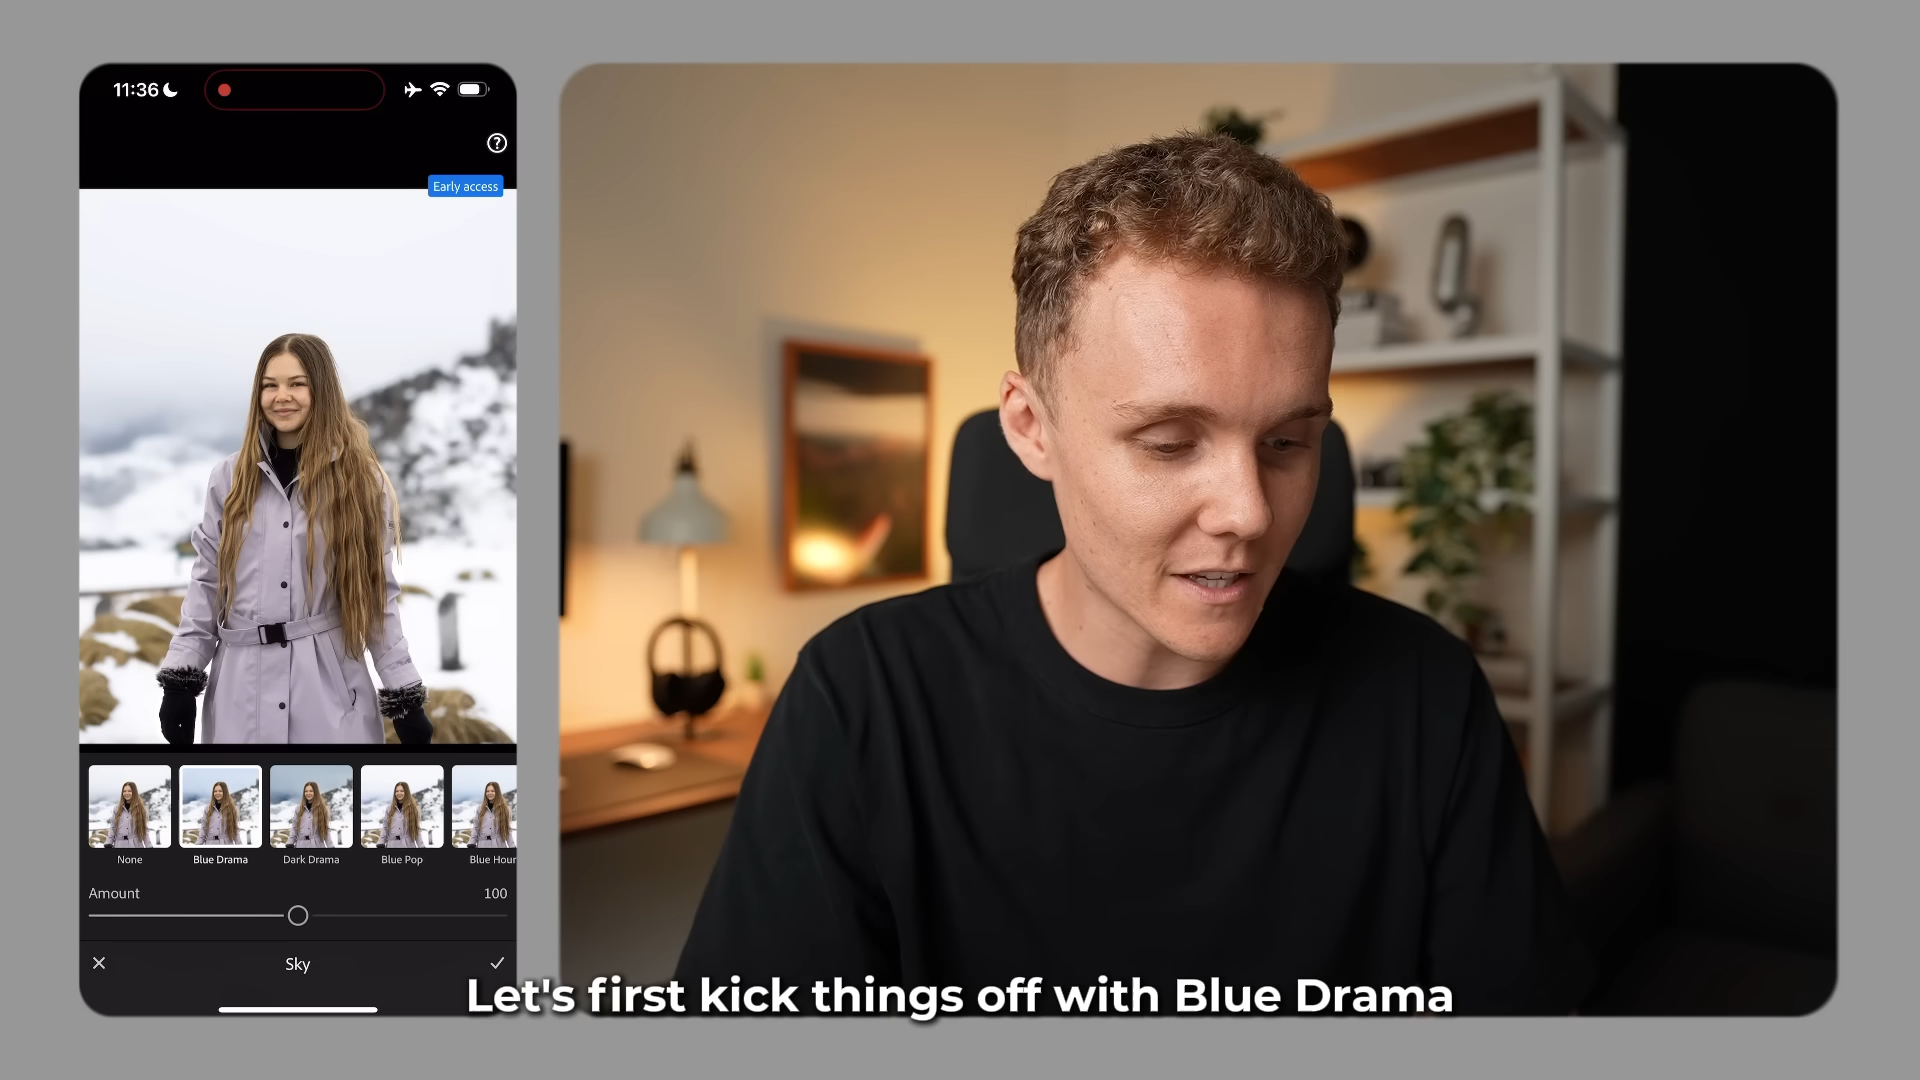 11:36
?
Early access
None
Blue Drama
Dark Drama
Blue Pop
Blue Hour
Amount
100
Sky
Let's first kick things off with Blue Drama